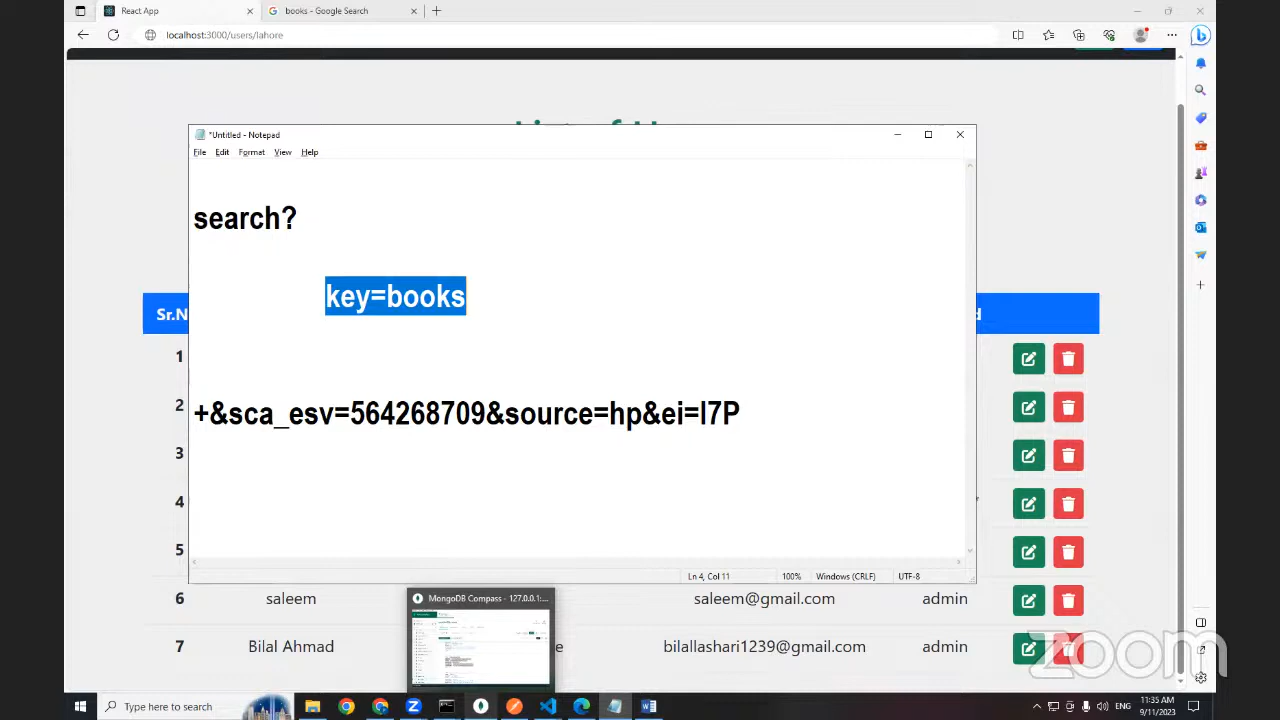 React App
books - Google Search
localhost:3000/users/lahore
*Untitled - Notepad
File Edit Format View Help
search?
key=books
+&sca_esv=564268709&source=hp&ei=I7P
Ln 4, Col 11 100% Windows (CRLF) UTF-8
Sr.N
1
2
3
4
5
6 saleem saleem@gmail.com admin
7 Bilal Ahmad bilallashari1239@gmail.com admin
MongoDB Compass - 127.0.0.1:...
zoom
Type here to search
ENG
11:35 AM
9/11/2023